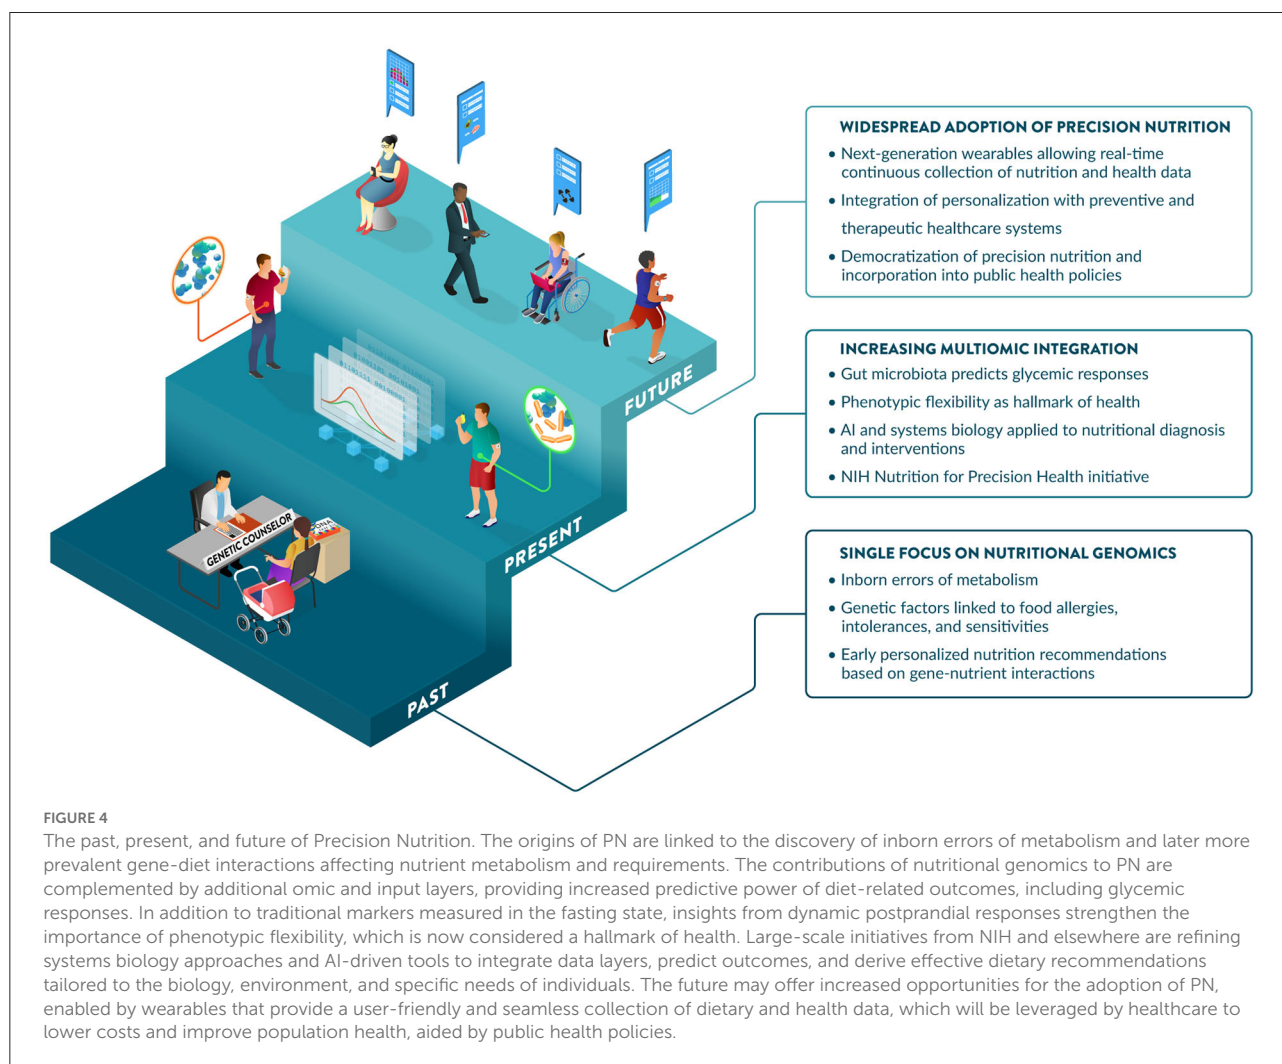 WIDESPREAD ADOPTION OF PRECISION NUTRITION
• Next-generation wearables allowing real-time
continuous collection of nutrition and health data
• Integration of personalization with preventive and
therapeutic healthcare systems
• Democratization of precision nutrition and
incorporation into public health policies
FUTURE
INCREASING MULTIOMIC INTEGRATION
• Gut microbiota predicts glycemic responses
• Phenotypic flexibility as hallmark of health
• AI and systems biology applied to nutritional diagnosis
and interventions
• NIH Nutrition for Precision Health initiative
PRESENT
GENETIC COUNSELOR
DNA
SINGLE FOCUS ON NUTRITIONAL GENOMICS
• Inborn errors of metabolism
• Genetic factors linked to food allergies,
intolerances, and sensitivities
• Early personalized nutrition recommendations
based on gene-nutrient interactions
PAST
FIGURE 4
The past, present, and future of Precision Nutrition. The origins of PN are linked to the discovery of inborn errors of metabolism and later more
prevalent gene-diet interactions affecting nutrient metabolism and requirements. The contributions of nutritional genomics to PN are
complemented by additional omic and input layers, providing increased predictive power of diet-related outcomes, including glycemic
responses. In addition to traditional markers measured in the fasting state, insights from dynamic postprandial responses strengthen the
importance of phenotypic flexibility, which is now considered a hallmark of health. Large-scale initiatives from NIH and elsewhere are refining
systems biology approaches and AI-driven tools to integrate data layers, predict outcomes, and derive effective dietary recommendations
tailored to the biology, environment, and specific needs of individuals. The future may offer increased opportunities for the adoption of PN,
enabled by wearables that provide a user-friendly and seamless collection of dietary and health data, which will be leveraged by healthcare to
lower costs and improve population health, aided by public health policies.